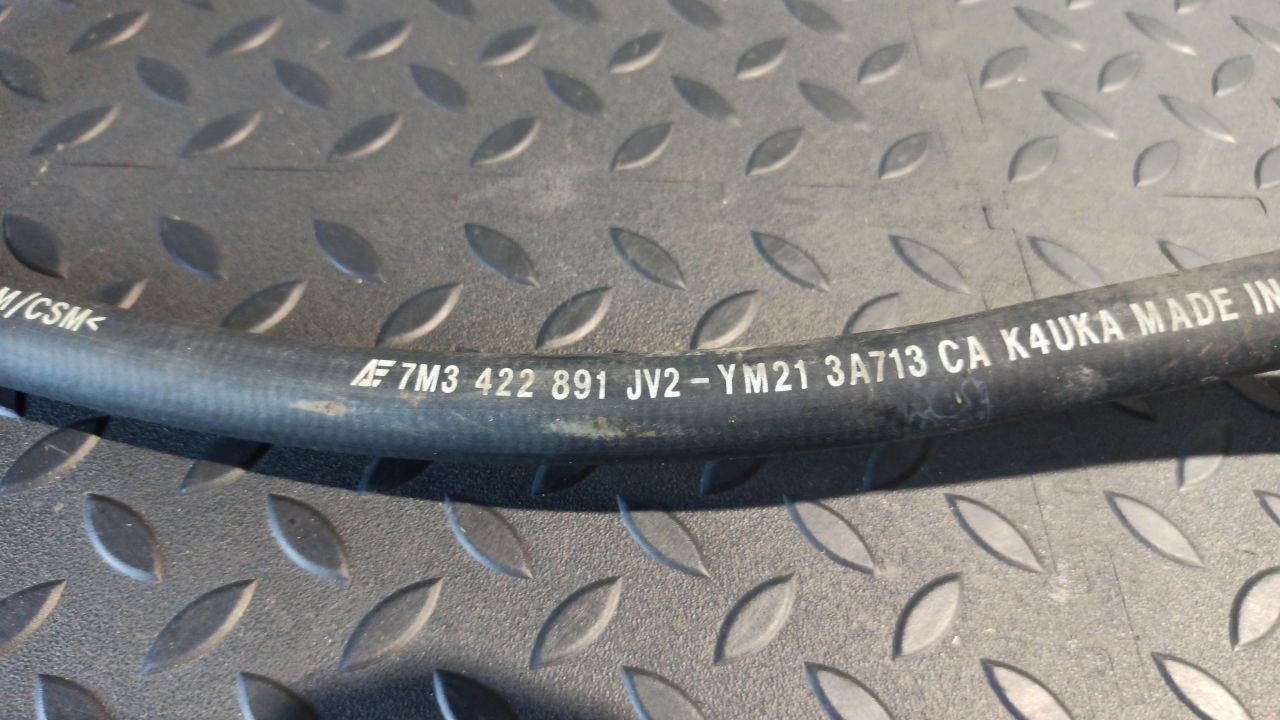 M/CSM<
AE 7M3 422 891 JV2-YM21 3A713 CA K4UKA MADE IN